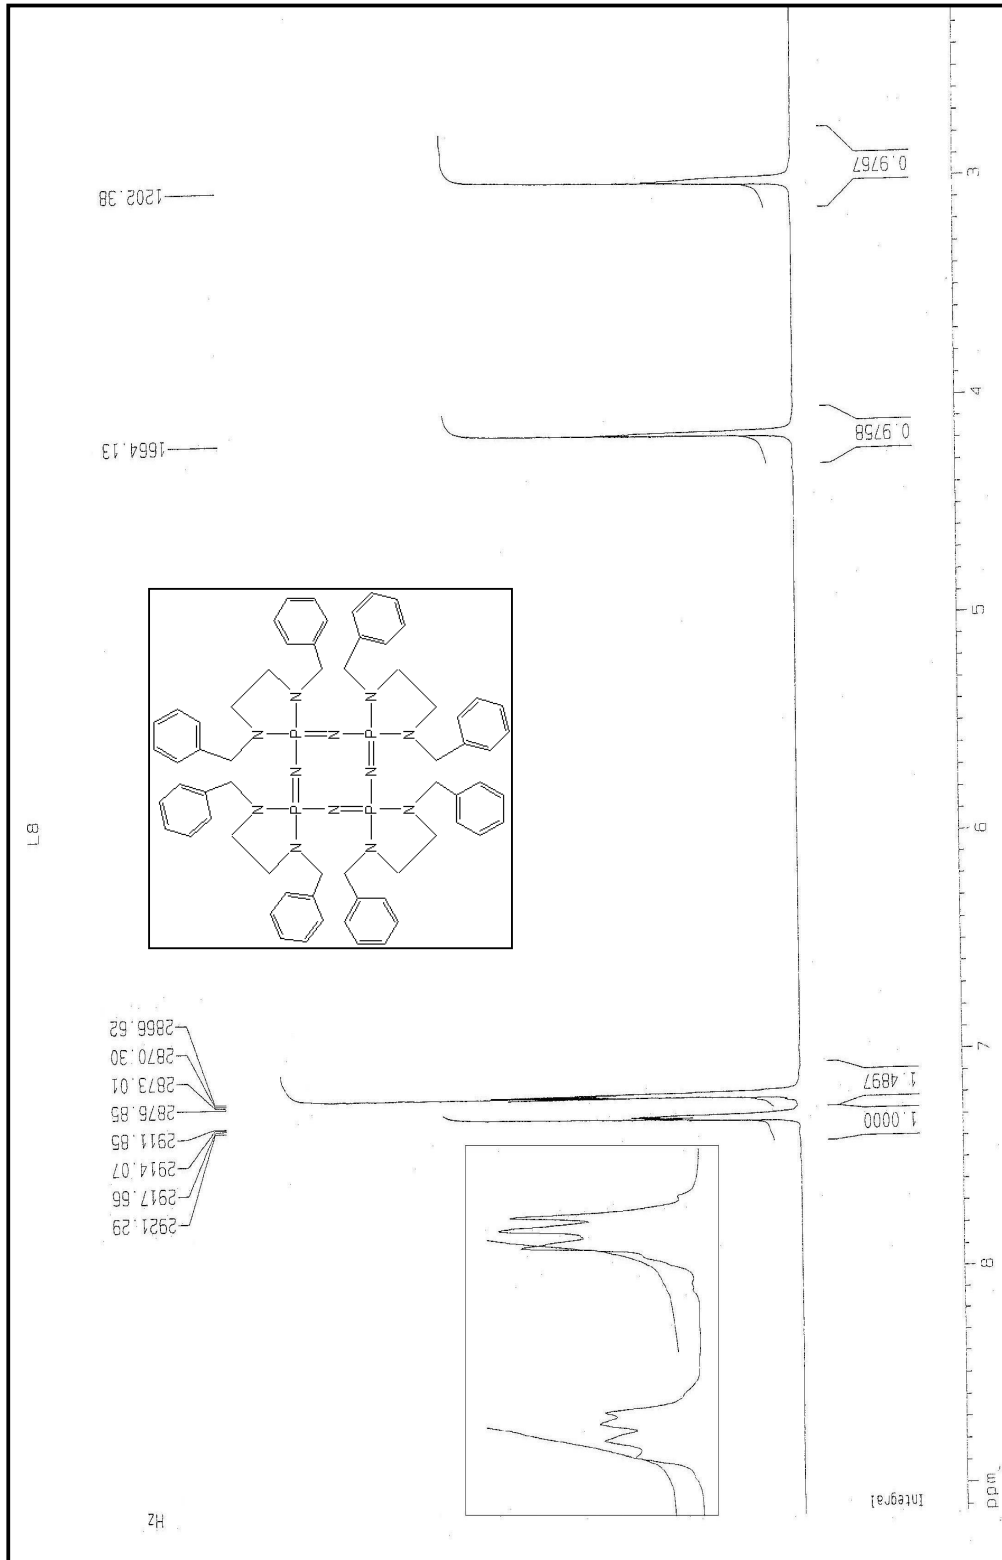 L8
Hz
2921.29
2917.66
2914.07
2911.85
2876.85
2873.01
2870.30
2866.62
1664.13
1202.38
N N
N P N P N
N N
N P N P N
N N
Integral
1.0000
1.4897
0.9758
0.9767
ppm 8 7 6 5 4 3